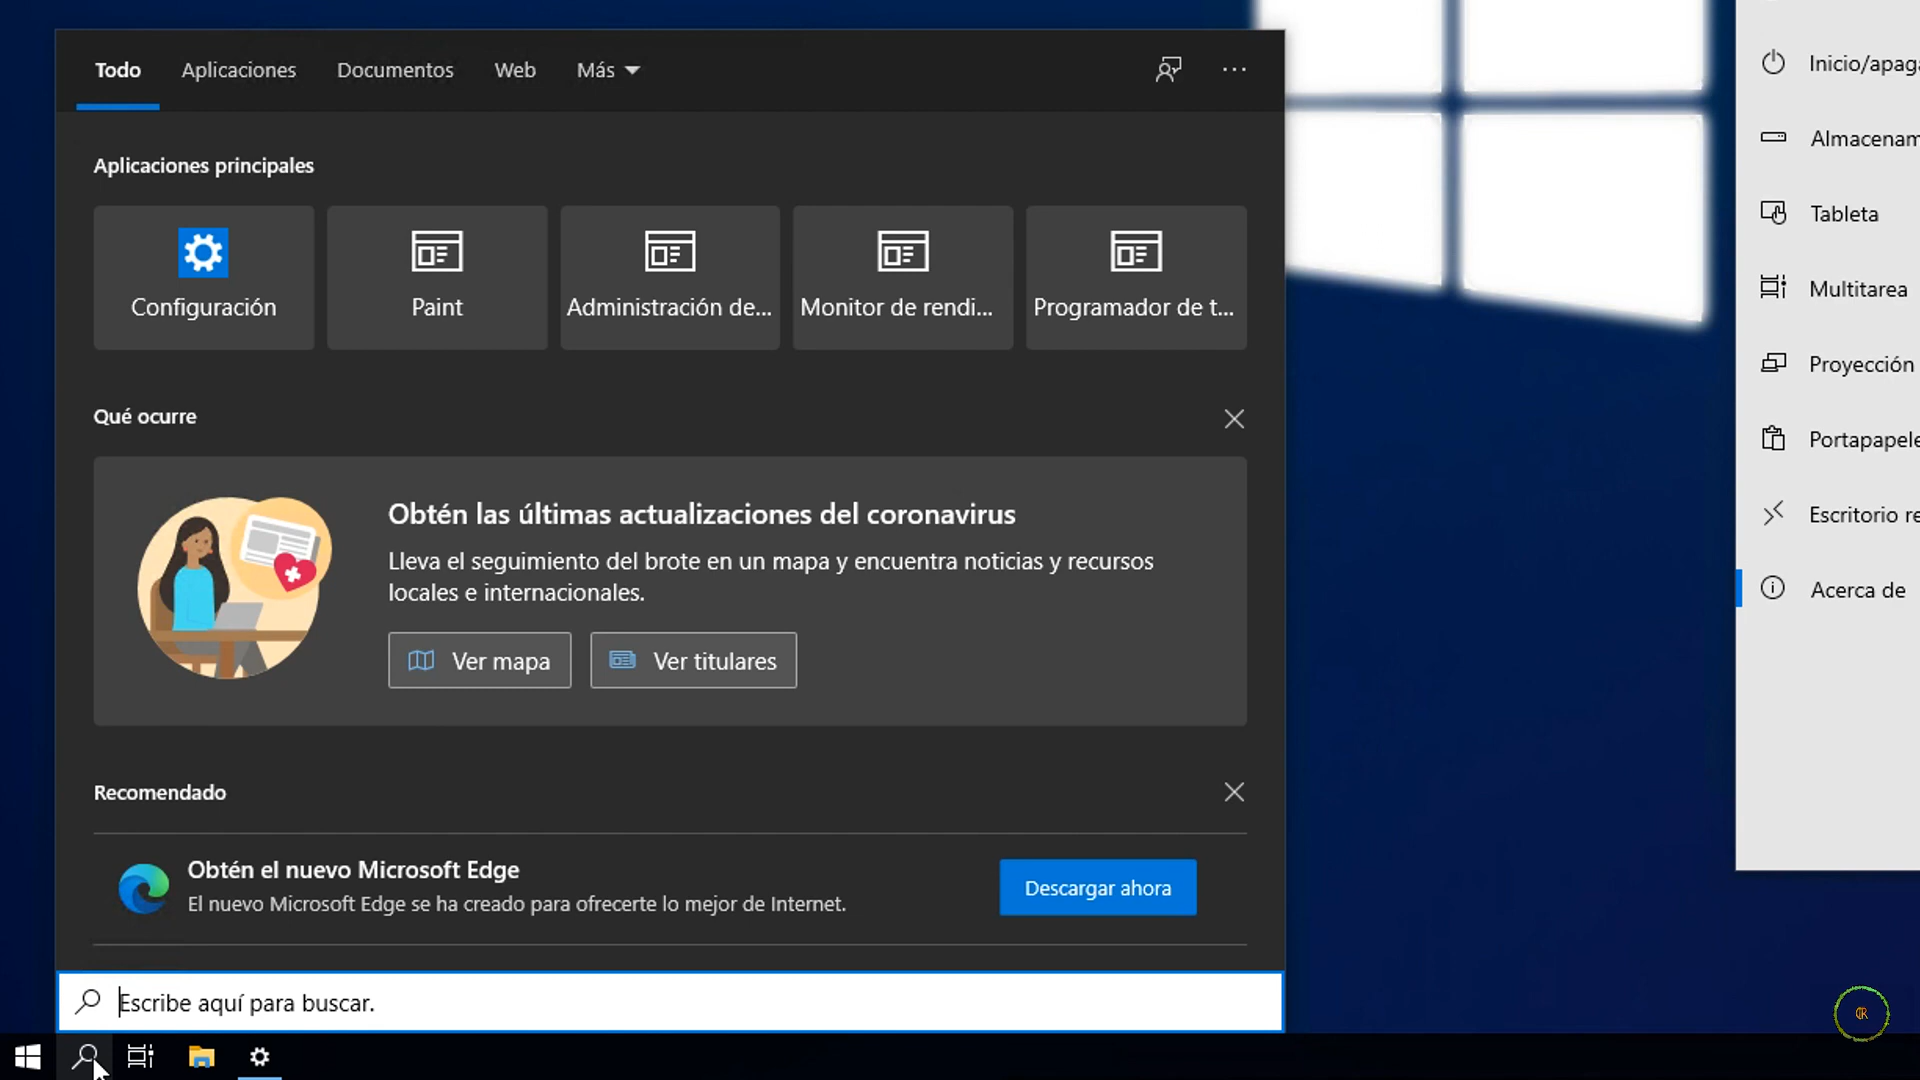 Todo
Aplicaciones
Documentos
Web
Más
Aplicaciones principales
Configuración
Paint
Administración de...
Monitor de rendi...
Programador de t...
Qué ocurre
Obtén las últimas actualizaciones del coronavirus
Lleva el seguimiento del brote en un mapa y encuentra noticias y recursos
locales e internacionales.
Ver mapa
Ver titulares
Recomendado
Obtén el nuevo Microsoft Edge
El nuevo Microsoft Edge se ha creado para ofrecerte lo mejor de Internet.
Descargar ahora
Escribe aquí para buscar.
Inicio/apaga
Almacenam
Tableta
Multitarea
Proyección
Portapapele
Escritorio re
Acerca de